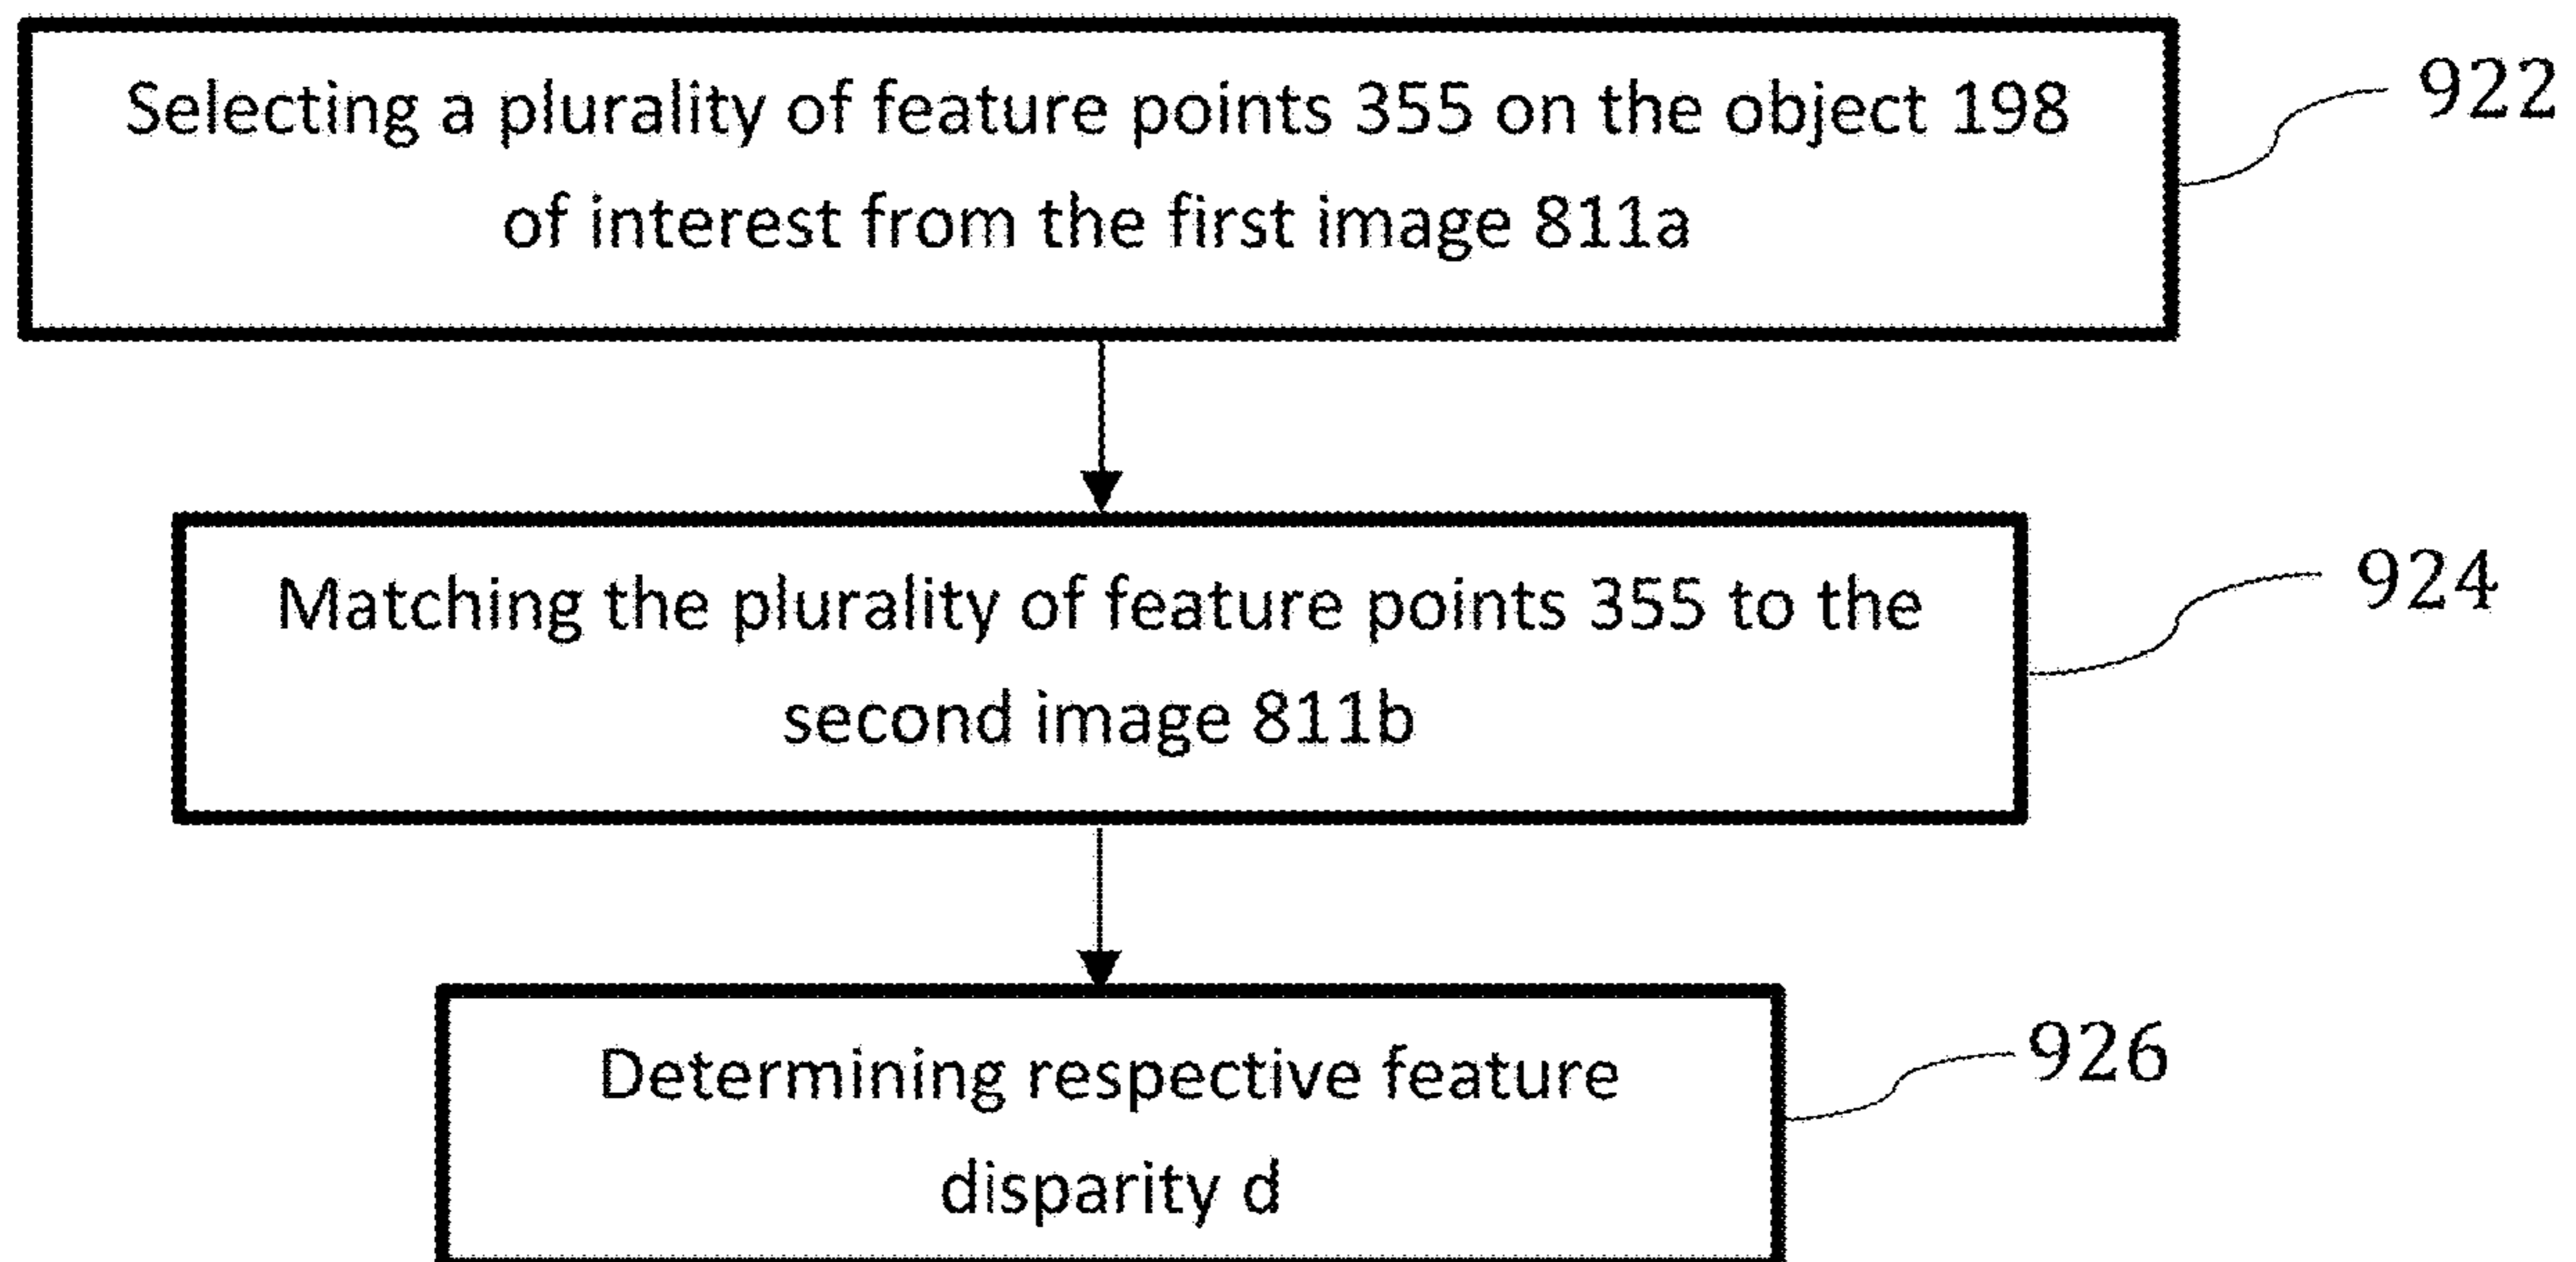 Selecting a plurality of feature points 355 on the object 198
of interest from the first image 811a
922
Matching the plurality of feature points 355 to the
second image 811b
924
Determining respective feature
disparity d
926